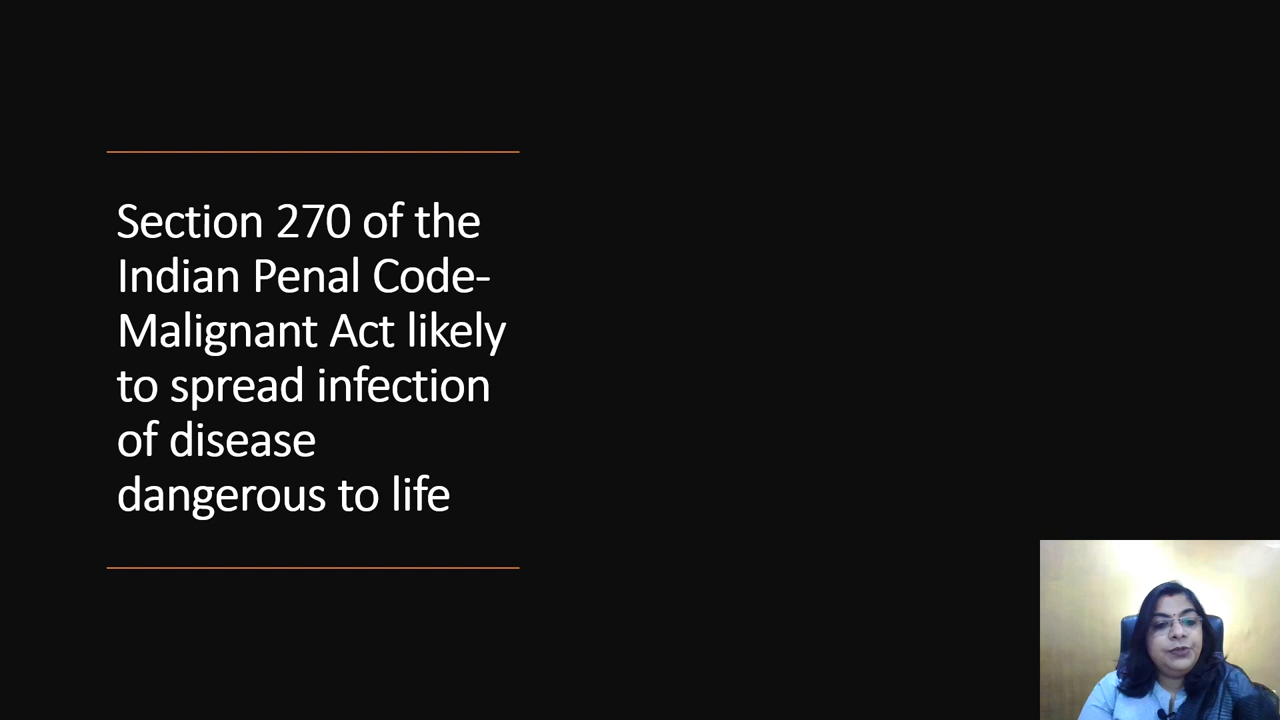 Section 270 of the
Indian Penal Code-
Malignant Act likely
to spread infection
of disease
dangerous to life